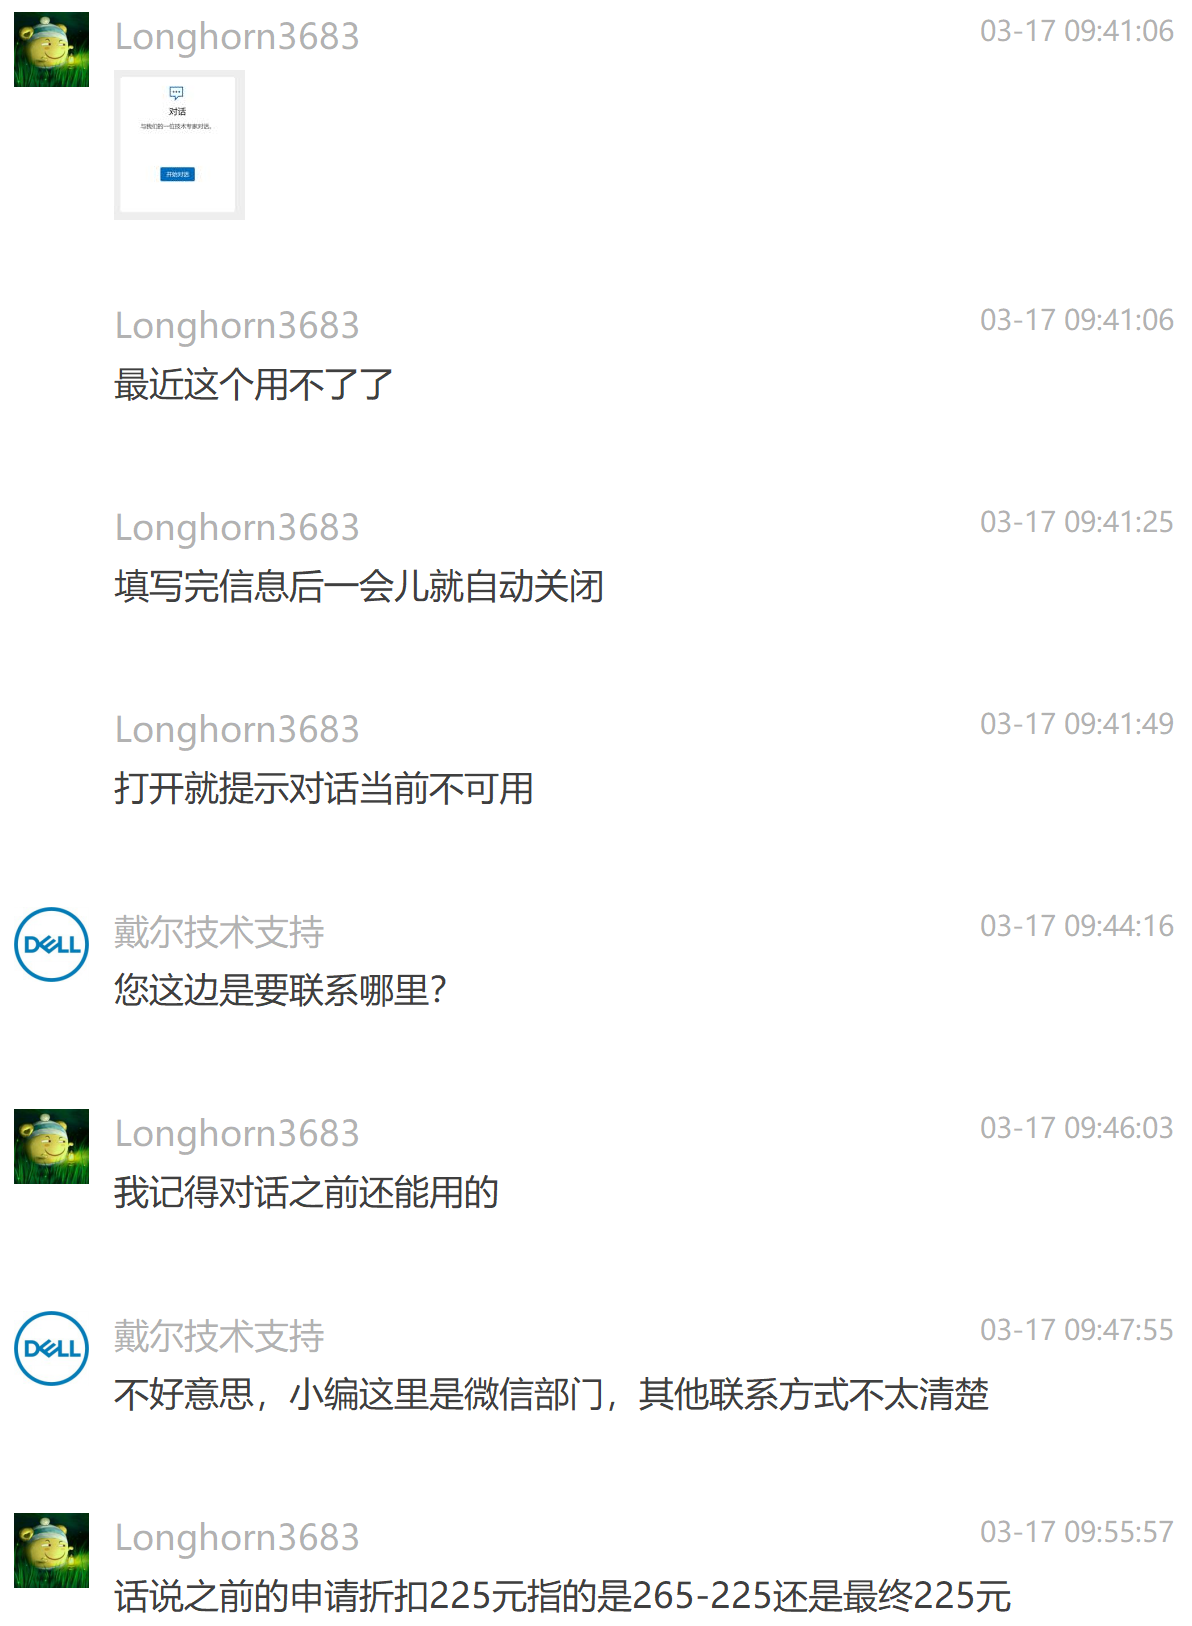 Longhorn3683
03-17 09:41:06
对话
与我们的一位技术专家对话。
开始对话
Longhorn3683
03-17 09:41:06
最近这个用不了了
Longhorn3683
03-17 09:41:25
填写完信息后一会儿就自动关闭
Longhorn3683
03-17 09:41:49
打开就提示对话当前不可用
DELL
戴尔技术支持
03-17 09:44:16
您这边是要联系哪里？
Longhorn3683
03-17 09:46:03
我记得对话之前还能用的
DELL
戴尔技术支持
03-17 09:47:55
不好意思，小编这里是微信部门，其他联系方式不太清楚
Longhorn3683
03-17 09:55:57
话说之前的申请折扣225元指的是265-225还是最终225元